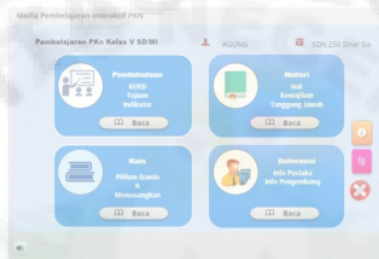 Media Pembelajaran Interaktif PKN
Pembelajaran PKn Kelas V SD/MI
AGUNG
SDN 250 Sinar Ga
Pendahuluan
KI/KD
Tujuan
Indikator
Baca
Materi
Hak
Kewajiban
Tanggung Jawab
Baca
Kuis
Pilihan Ganda
&
Memasangkan
Baca
Referensi
Info Pustaka
Info Pengembang
Baca